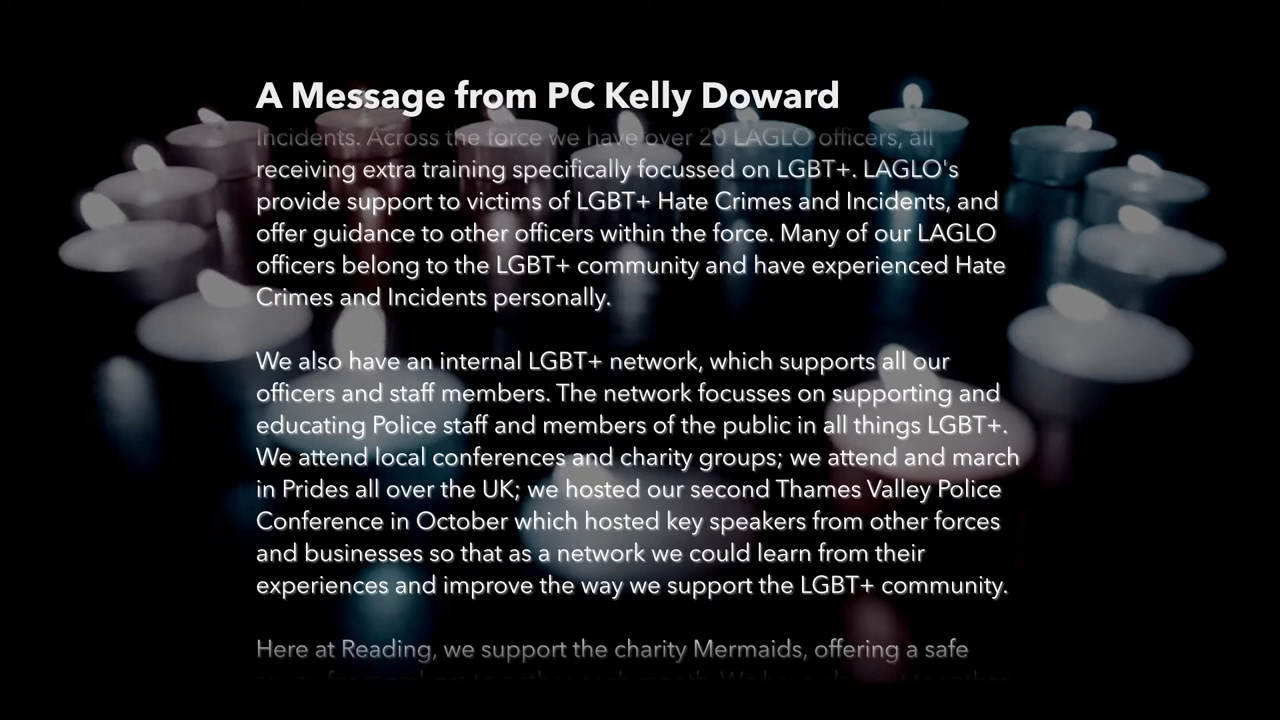 A Message from PC Kelly Doward
Incidents. Across the force we have over 20 LAGLO officers, all
receiving extra training specifically focussed on LGBT+. LAGLO's
provide support to victims of LGBT+ Hate Crimes and Incidents, and
offer guidance to other officers within the force. Many of our LAGLO
officers belong to the LGBT+ community and have experienced Hate
Crimes and Incidents personally.
We also have an internal LGBT+ network, which supports all our
officers and staff members. The network focusses on supporting and
educating Police staff and members of the public in all things LGBT+.
We attend local conferences and charity groups; we attend and march
in Prides all over the UK; we hosted our second Thames Valley Police
Conference in October which hosted key speakers from other forces
and businesses so that as a network we could learn from their
experiences and improve the way we support the LGBT+ community.
Here at Reading, we support the charity Mermaids, offering a safe